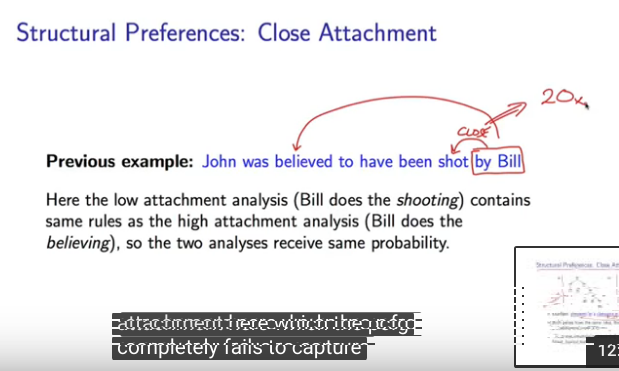 Structural Preferences: Close Attachment
20x
CLOSE
Previous example: John was believed to have been shot by Bill
Here the low attachment analysis (Bill does the shooting) contains
same rules as the high attachment analysis (Bill does the
believing), so the two analyses receive same probability.
Structural Preferences: Close Att
attachment here which the pcfg
completely fails to capture
12